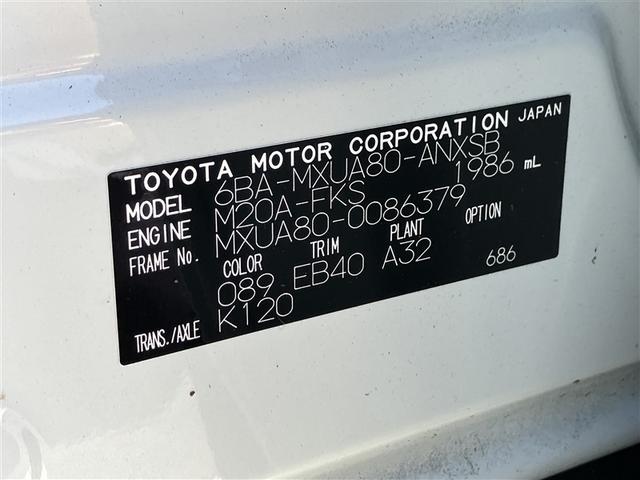 TOYOTA MOTOR CORPORATION JAPAN
MODEL 6BA-MXUA80-ANXSB
ENGINE M20A-FKS 1986 mL
FRAME No. MXUA80-0086379
COLOR TRIM PLANT OPTION
089 EB40 A32 686
TRANS./AXLE K120